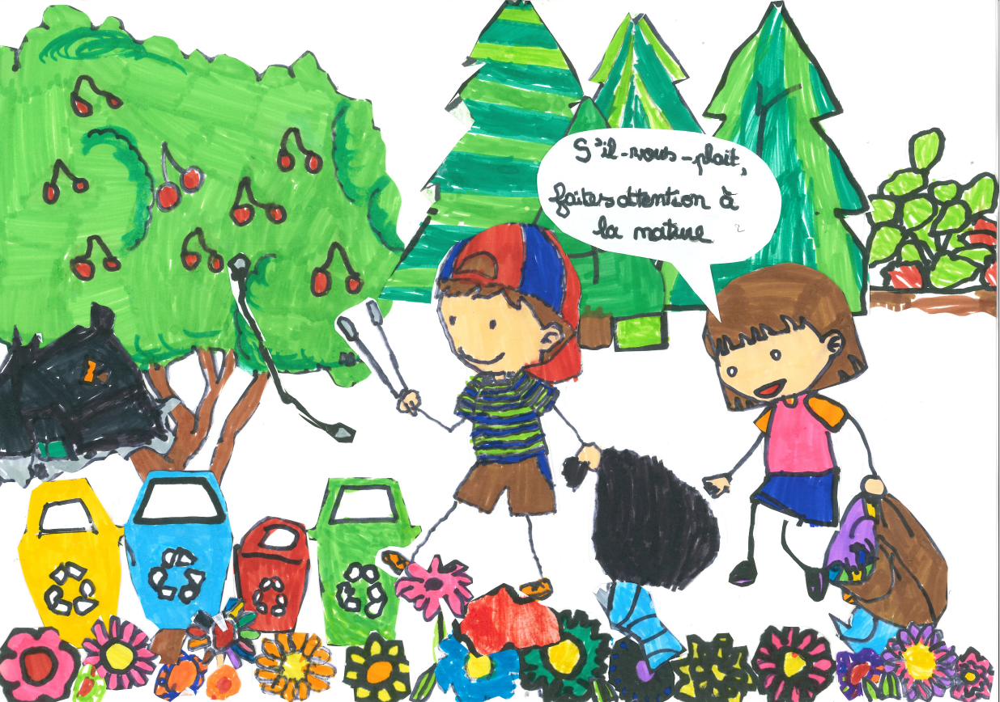 S'il-vous-plait,
faites attention à
la nature